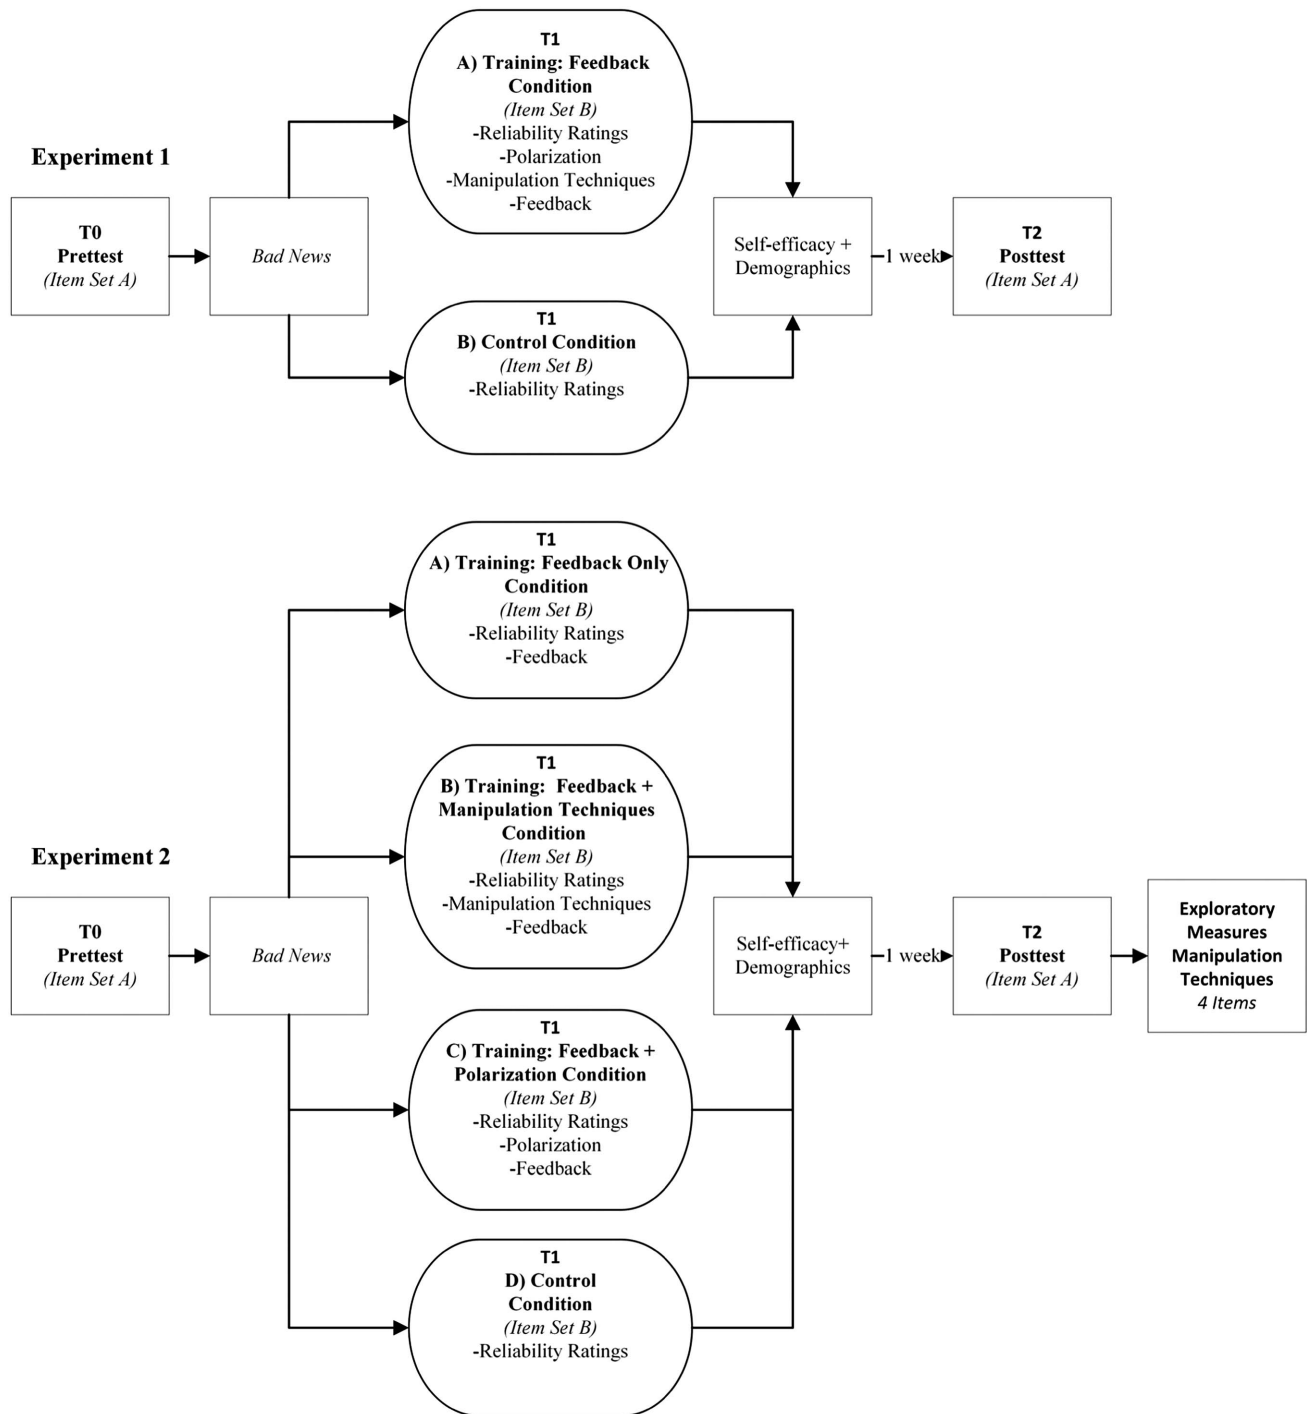 Experiment 1
T0
Prettest
(Item Set A)
Bad News
T1
A) Training: Feedback
Condition
(Item Set B)
-Reliability Ratings
-Polarization
-Manipulation Techniques
-Feedback
T1
B) Control Condition
(Item Set B)
-Reliability Ratings
Self-efficacy +
Demographics
1 week
T2
Posttest
(Item Set A)
Experiment 2
T0
Prettest
(Item Set A)
Bad News
T1
A) Training: Feedback Only
Condition
(Item Set B)
-Reliability Ratings
-Feedback
T1
B) Training: Feedback +
Manipulation Techniques
Condition
(Item Set B)
-Reliability Ratings
-Manipulation Techniques
-Feedback
T1
C) Training: Feedback +
Polarization Condition
(Item Set B)
-Reliability Ratings
-Polarization
-Feedback
T1
D) Control
Condition
(Item Set B)
-Reliability Ratings
Self-efficacy+
Demographics
1 week
T2
Posttest
(Item Set A)
Exploratory
Measures
Manipulation
Techniques
4 Items